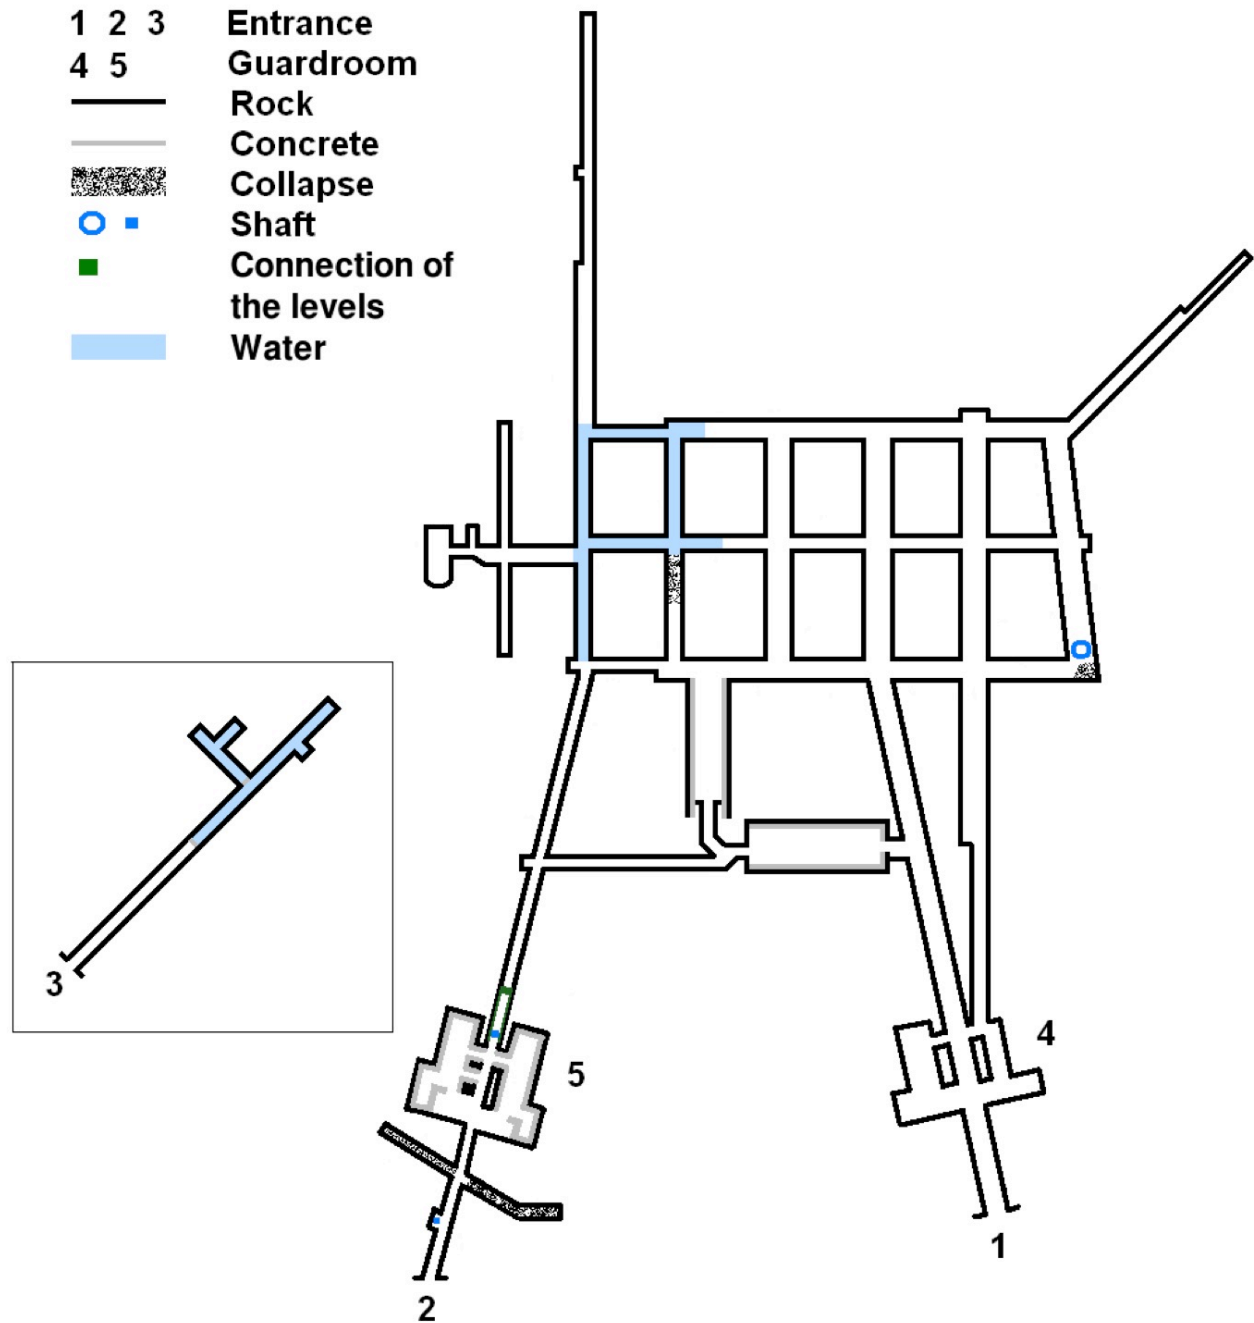 1 2 3 Entrance
4 5 Guardroom
Rock
Concrete
Collapse
Shaft
Connection of
the levels
Water
3
4
5
1
2